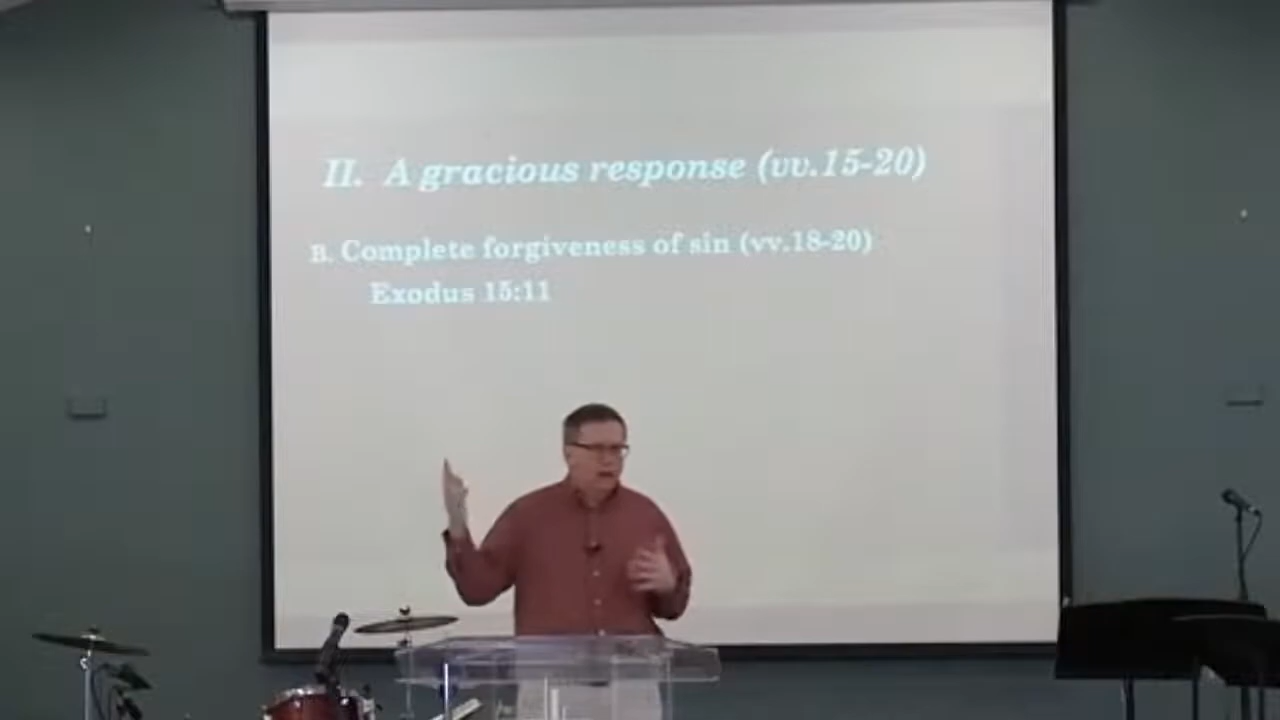 II. A gracious response (vv.15-20)
B. Complete forgiveness of sin (vv.18-20)
Exodus 15:11